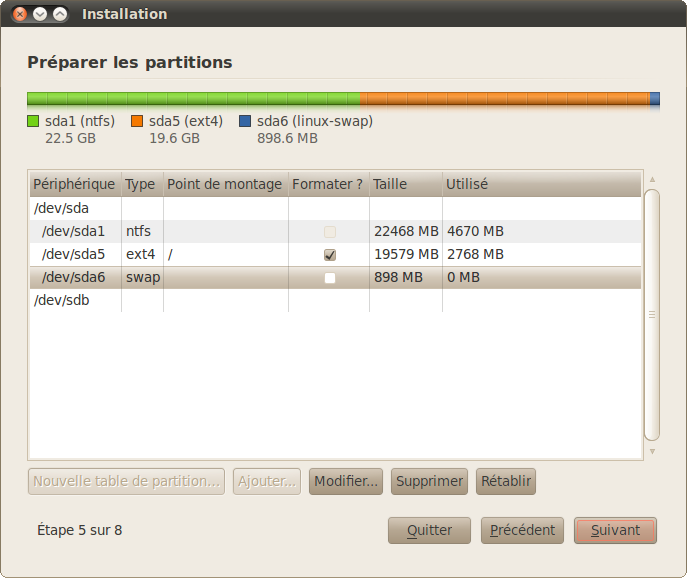 Installation
Préparer les partitions
sda1 (ntfs) sda5 (ext4) sda6 (linux-swap)
22.5 GB 19.6 GB 898.6 MB
Périphérique Type Point de montage Formater ? Taille Utilisé
/dev/sda
/dev/sda1 ntfs 22468 MB 4670 MB
/dev/sda5 ext4 / 19579 MB 2768 MB
/dev/sda6 swap 898 MB 0 MB
/dev/sdb
Nouvelle table de partition... Ajouter... Modifier... Supprimer Rétablir
Étape 5 sur 8 Quitter Précédent Suivant